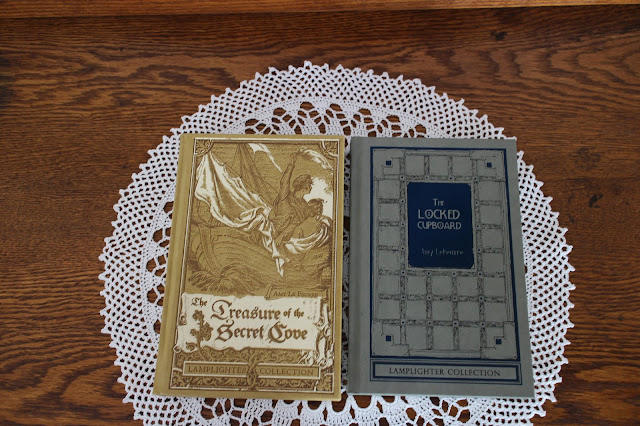 AMY LE FEUVRE
The
Treasure of the
Secret Cove
LAMPLIGHTER COLLECTION
THE
LOCKED
CUPBOARD
Amy LeFeuvre
LAMPLIGHTER COLLECTION